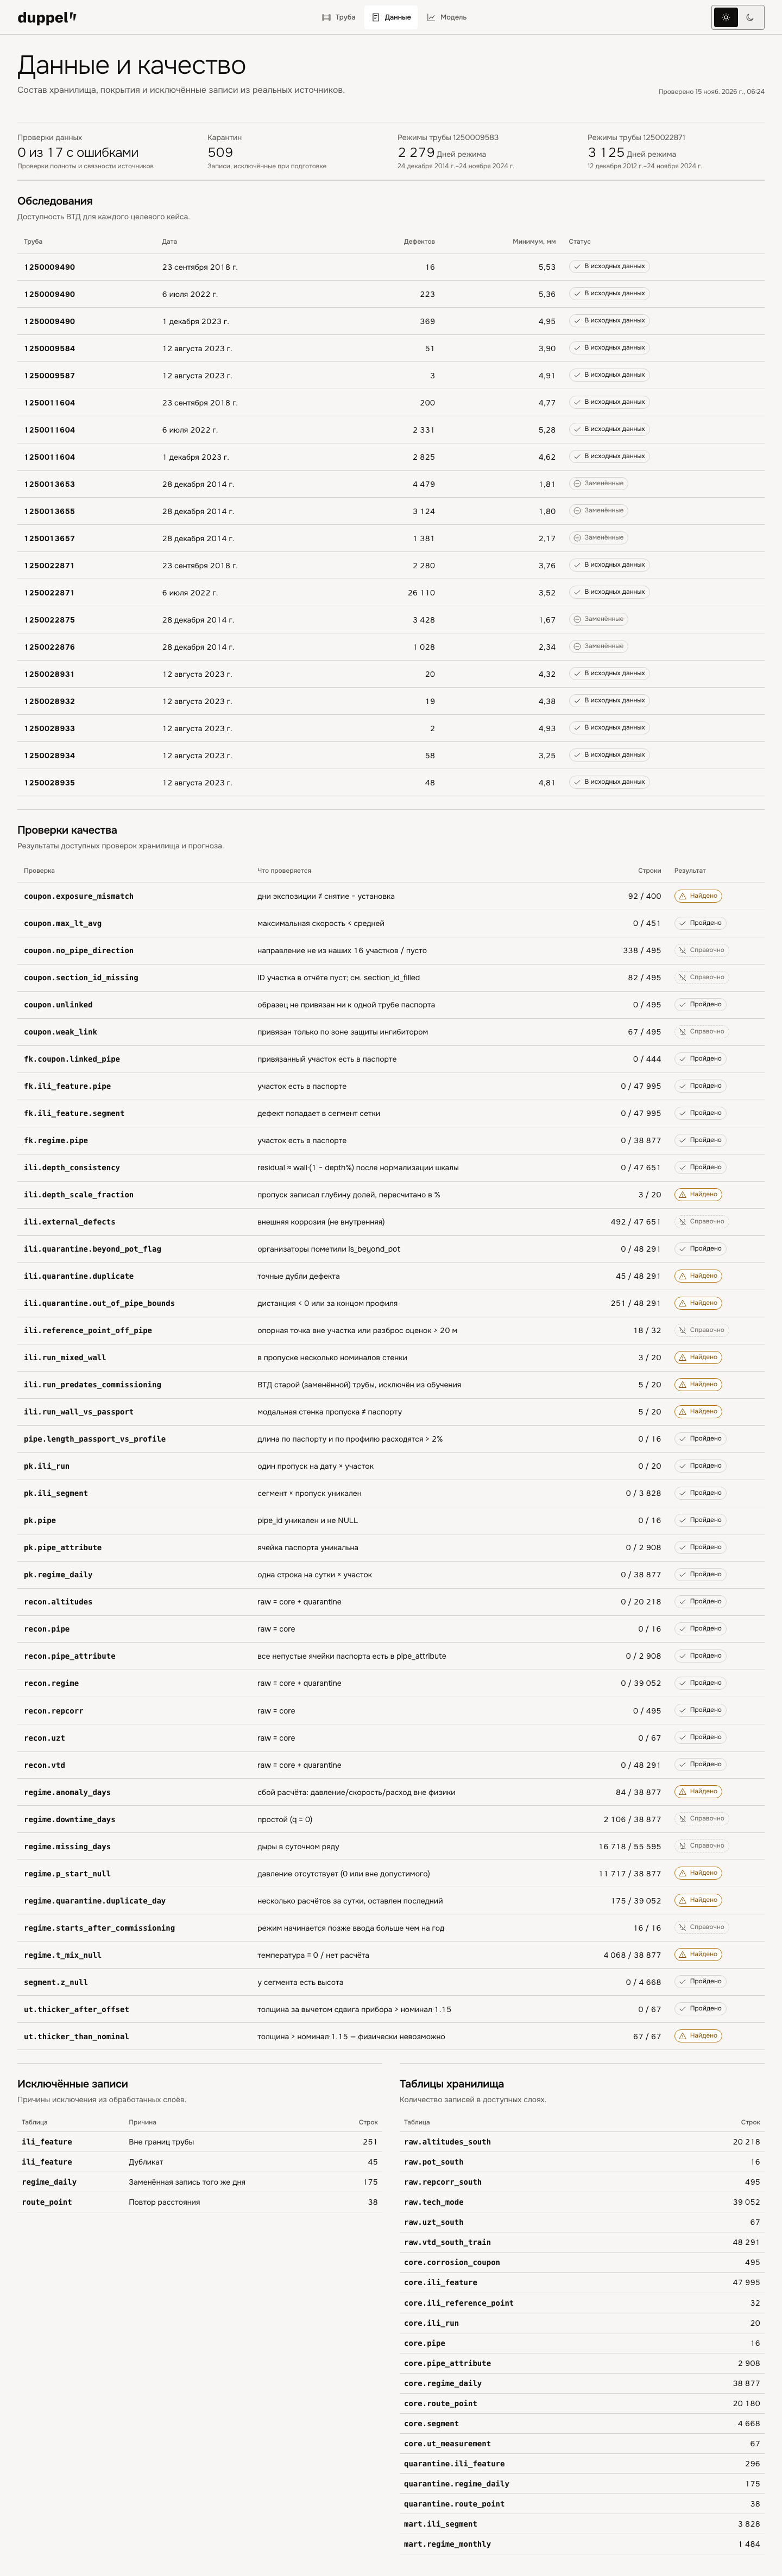 duppel
Труба
Данные
Модель
Данные и качество
Состав хранилища, покрытия и исключённые записи из реальных источников.
Проверено 15 нояб. 2026 г., 06:24
Проверки данных
0 из 17 с ошибками
Проверки полноты и связности источников
Карантин
509
Записи, исключённые при подготовке
Режимы трубы 1250009583
2 279 Дней режима
24 декабря 2014 г.–24 ноября 2024 г.
Режимы трубы 1250022871
3 125 Дней режима
12 декабря 2012 г.–24 ноября 2024 г.
Обследования
Доступность ВТД для каждого целевого кейса.
Труба Дата Дефектов Минимум, мм Статус
1250009490 23 сентября 2018 г. 16 5,53 В исходных данных
1250009490 6 июля 2022 г. 223 5,36 В исходных данных
1250009490 1 декабря 2023 г. 369 4,95 В исходных данных
1250009584 12 августа 2023 г. 51 3,90 В исходных данных
1250009587 12 августа 2023 г. 3 4,91 В исходных данных
1250011604 23 сентября 2018 г. 200 4,77 В исходных данных
1250011604 6 июля 2022 г. 2 331 5,28 В исходных данных
1250011604 1 декабря 2023 г. 2 825 4,62 В исходных данных
1250013653 28 декабря 2014 г. 4 479 1,81 Заменённые
1250013655 28 декабря 2014 г. 3 124 1,80 Заменённые
1250013657 28 декабря 2014 г. 1 381 2,17 Заменённые
1250022871 23 сентября 2018 г. 2 280 3,76 В исходных данных
1250022871 6 июля 2022 г. 26 110 3,52 В исходных данных
1250022875 28 декабря 2014 г. 3 428 1,67 Заменённые
1250022876 28 декабря 2014 г. 1 028 2,34 Заменённые
1250028931 12 августа 2023 г. 20 4,32 В исходных данных
1250028932 12 августа 2023 г. 19 4,38 В исходных данных
1250028933 12 августа 2023 г. 2 4,93 В исходных данных
1250028934 12 августа 2023 г. 58 3,25 В исходных данных
1250028935 12 августа 2023 г. 48 4,81 В исходных данных
Проверки качества
Результаты доступных проверок хранилища и прогноза.
Проверка Что проверяется Строки Результат
coupon.exposure_mismatch дни экспозиции ≠ снятие − установка 92 / 400 Найдено
coupon.max_lt_avg максимальная скорость < средней 0 / 451 Пройдено
coupon.no_pipe_direction направление не из наших 16 участков / пусто 338 / 495 Справочно
coupon.section_id_missing ID участка в отчёте пуст; см. section_id_filled 82 / 495 Справочно
coupon.unlinked образец не привязан ни к одной трубе паспорта 0 / 495 Пройдено
coupon.weak_link привязан только по зоне защиты ингибитором 67 / 495 Справочно
fk.coupon.linked_pipe привязанный участок есть в паспорте 0 / 444 Пройдено
fk.ili_feature.pipe участок есть в паспорте 0 / 47 995 Пройдено
fk.ili_feature.segment дефект попадает в сегмент сетки 0 / 47 995 Пройдено
fk.regime.pipe участок есть в паспорте 0 / 38 877 Пройдено
ili.depth_consistency residual ≈ wall·(1 − depth%) после нормализации шкалы 0 / 47 651 Пройдено
ili.depth_scale_fraction пропуск записал глубину долей, пересчитано в % 3 / 20 Найдено
ili.external_defects внешняя коррозия (не внутренняя) 492 / 47 651 Справочно
ili.quarantine.beyond_pot_flag организаторы пометили is_beyond_pot 0 / 48 291 Пройдено
ili.quarantine.duplicate точные дубли дефекта 45 / 48 291 Найдено
ili.quarantine.out_of_pipe_bounds дистанция < 0 или за концом профиля 251 / 48 291 Найдено
ili.reference_point_off_pipe опорная точка вне участка или разброс оценок > 20 м 18 / 32 Справочно
ili.run_mixed_wall в пропуске несколько номиналов стенки 3 / 20 Найдено
ili.run_predates_commissioning ВТД старой (заменённой) трубы, исключён из обучения 5 / 20 Найдено
ili.run_wall_vs_passport модальная стенка пропуска ≠ паспорту 5 / 20 Найдено
pipe.length_passport_vs_profile длина по паспорту и по профилю расходятся > 2% 0 / 16 Пройдено
pk.ili_run один пропуск на дату × участок 0 / 20 Пройдено
pk.ili_segment сегмент × пропуск уникален 0 / 3 828 Пройдено
pk.pipe pipe_id уникален и не NULL 0 / 16 Пройдено
pk.pipe_attribute ячейка паспорта уникальна 0 / 2 908 Пройдено
pk.regime_daily одна строка на сутки × участок 0 / 38 877 Пройдено
recon.altitudes raw = core + quarantine 0 / 20 218 Пройдено
recon.pipe raw = core 0 / 16 Пройдено
recon.pipe_attribute все непустые ячейки паспорта есть в pipe_attribute 0 / 2 908 Пройдено
recon.regime raw = core + quarantine 0 / 39 052 Пройдено
recon.repcorr raw = core 0 / 495 Пройдено
recon.uzt raw = core 0 / 67 Пройдено
recon.vtd raw = core + quarantine 0 / 48 291 Пройдено
regime.anomaly_days сбой расчёта: давление/скорость/расход вне физики 84 / 38 877 Найдено
regime.downtime_days простой (q = 0) 2 106 / 38 877 Справочно
regime.missing_days дыры в суточном ряду 16 718 / 55 595 Справочно
regime.p_start_null давление отсутствует (0 или вне допустимого) 11 717 / 38 877 Найдено
regime.quarantine.duplicate_day несколько расчётов за сутки, оставлен последний 175 / 39 052 Найдено
regime.starts_after_commissioning режим начинается позже ввода больше чем на год 16 / 16 Справочно
regime.t_mix_null температура = 0 / нет расчёта 4 068 / 38 877 Найдено
segment.z_null у сегмента есть высота 0 / 4 668 Пройдено
ut.thicker_after_offset толщина за вычетом сдвига прибора > номинал·1.15 0 / 67 Пройдено
ut.thicker_than_nominal толщина > номинал·1.15 — физически невозможно 67 / 67 Найдено
Исключённые записи
Причины исключения из обработанных слоёв.
Таблица Причина Строк
ili_feature Вне границ трубы 251
ili_feature Дубликат 45
regime_daily Заменённая запись того же дня 175
route_point Повтор расстояния 38
Таблицы хранилища
Количество записей в доступных слоях.
Таблица Строк
raw.altitudes_south 20 218
raw.pot_south 16
raw.repcorr_south 495
raw.tech_mode 39 052
raw.uzt_south 67
raw.vtd_south_train 48 291
core.corrosion_coupon 495
core.ili_feature 47 995
core.ili_reference_point 32
core.ili_run 20
core.pipe 16
core.pipe_attribute 2 908
core.regime_daily 38 877
core.route_point 20 180
core.segment 4 668
core.ut_measurement 67
quarantine.ili_feature 296
quarantine.regime_daily 175
quarantine.route_point 38
mart.ili_segment 3 828
mart.regime_monthly 1 484